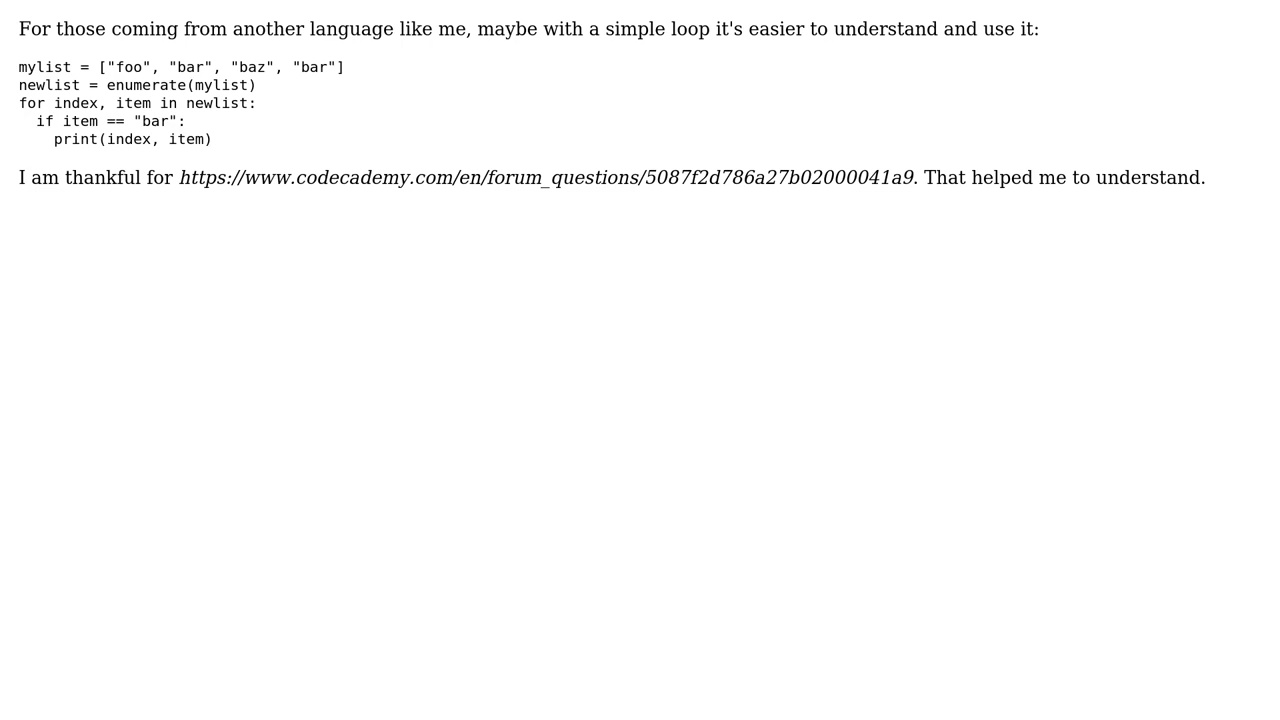 For those coming from another language like me, maybe with a simple loop it's easier to understand and use it:
mylist = ["foo", "bar", "baz", "bar"]
newlist = enumerate(mylist)
for index, item in newlist:
  if item == "bar":
    print(index, item)
I am thankful for https://www.codecademy.com/en/forum_questions/5087f2d786a27b02000041a9. That helped me to understand.